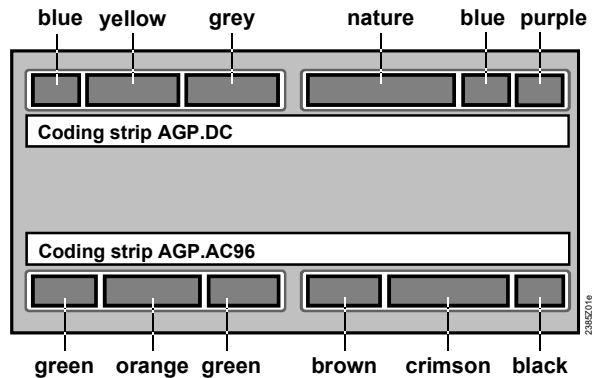 blue yellow grey nature blue purple
Coding strip AGP.DC
Coding strip AGP.AC96
green orange green brown crimson black
2385Z01e